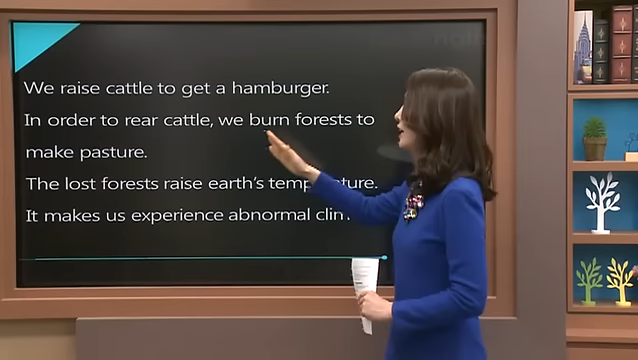 We raise cattle to get a hamburger.
In order to rear cattle, we burn forests to
make pasture.
The lost forests raise earth's
It makes us experience abnormal